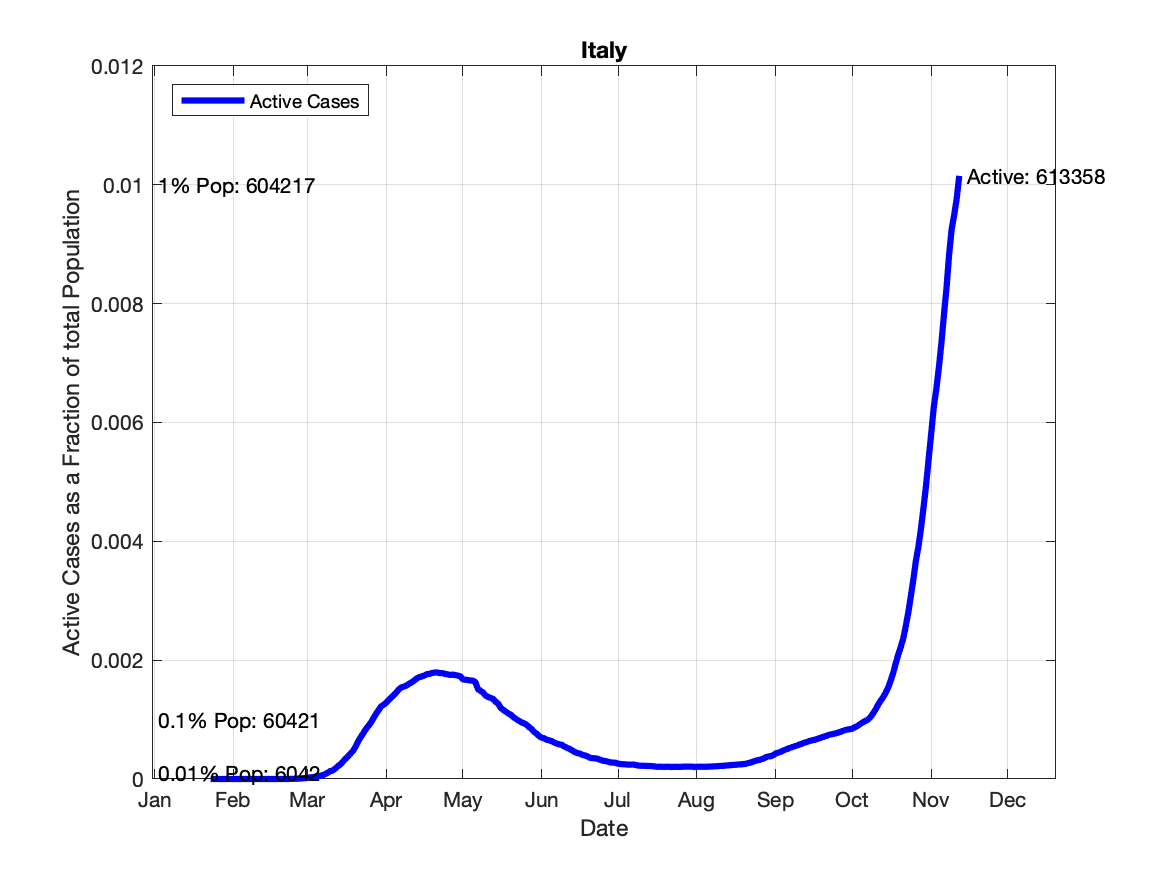 Italy
0.012
Active Cases
0.01
1% Pop: 604217
Active: 613358
0.008
0.006
0.004
0.002
0.1% Pop: 60421
0.01% Pop: 6042
0
Jan Feb Mar Apr May Jun Jul Aug Sep Oct Nov Dec
Date
Active Cases as a Fraction of total Population